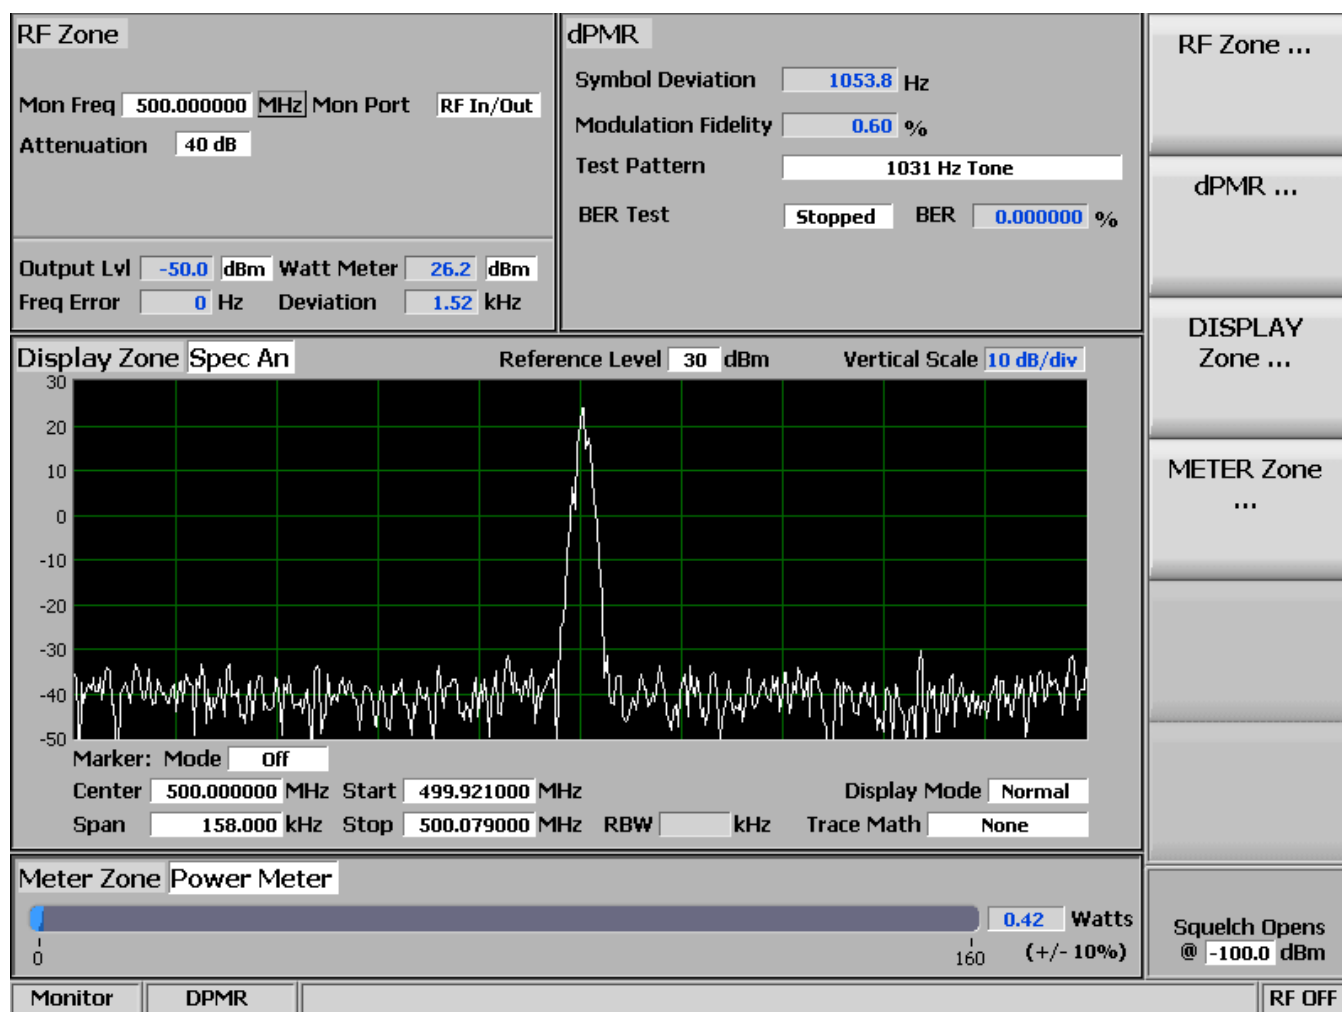 RF Zone
Mon Freq 500.000000 MHz Mon Port RF In/Out
Attenuation 40 dB
Output Lvl -50.0 dBm Watt Meter 26.2 dBm
Freq Error 0 Hz Deviation 1.52 kHz
dPMR
Symbol Deviation 1053.8 Hz
Modulation Fidelity 0.60 %
Test Pattern 1031 Hz Tone
BER Test Stopped BER 0.000000 %
Display Zone Spec An Reference Level 30 dBm Vertical Scale 10 dB/div
30
20
10
0
-10
-20
-30
-40
-50
Marker: Mode Off
Center 500.000000 MHz Start 499.921000 MHz Display Mode Normal
Span 158.000 kHz Stop 500.079000 MHz RBW kHz Trace Math None
Meter Zone Power Meter
0.42 Watts
0 160 (+/- 10%)
RF Zone ...
dPMR ...
DISPLAY
Zone ...
METER Zone
...
Squelch Opens
@ -100.0 dBm
Monitor DPMR RF OFF